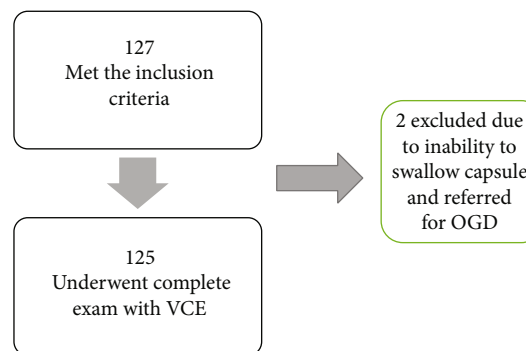 127
Met the inclusion
criteria
2 excluded due
to inability to
swallow capsule
and referred
for OGD
125
Underwent complete
exam with VCE